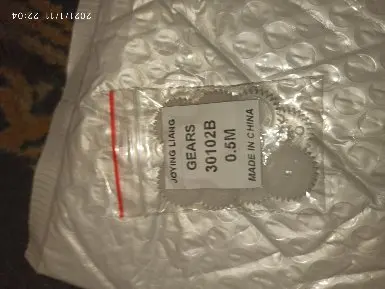 JOYING LIANG
GEARS
30102B
0.5M
MADE IN CHINA
2021/1/11 22:04